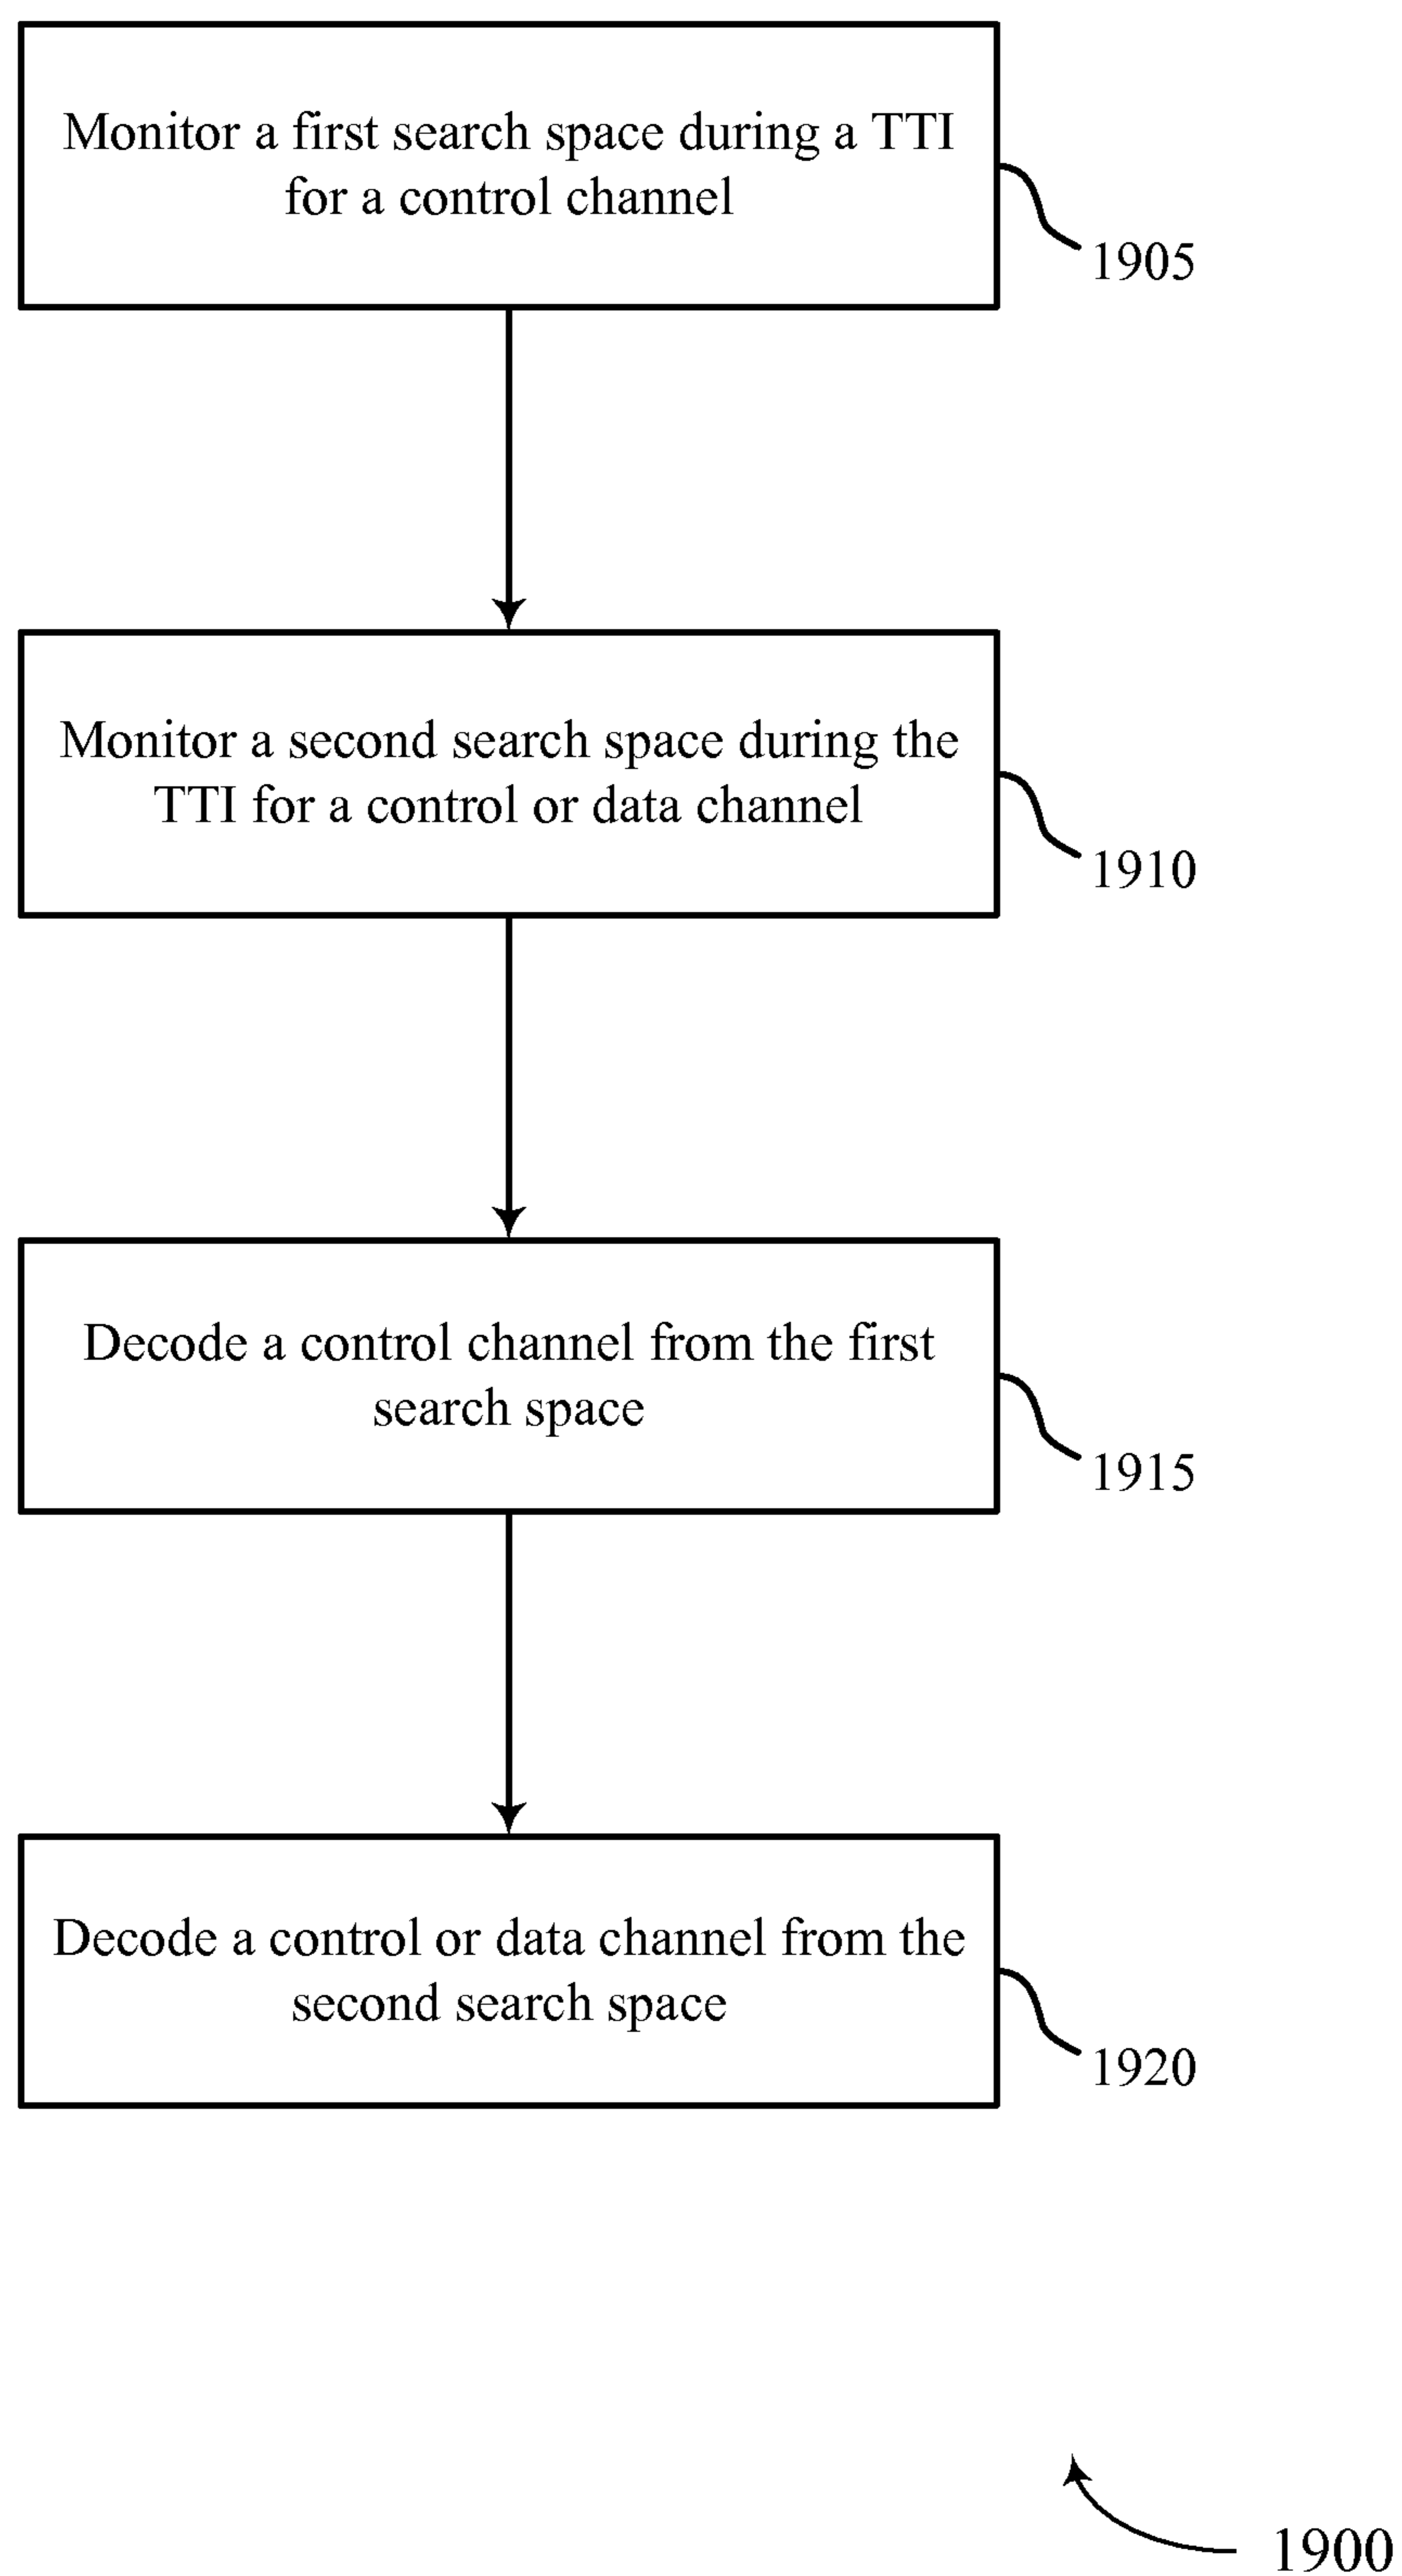 Monitor a first search space during a TTI
for a control channel
1905
Monitor a second search space during the
TTI for a control or data channel
1910
Decode a control channel from the first
search space
1915
Decode a control or data channel from the
second search space
1920
1900